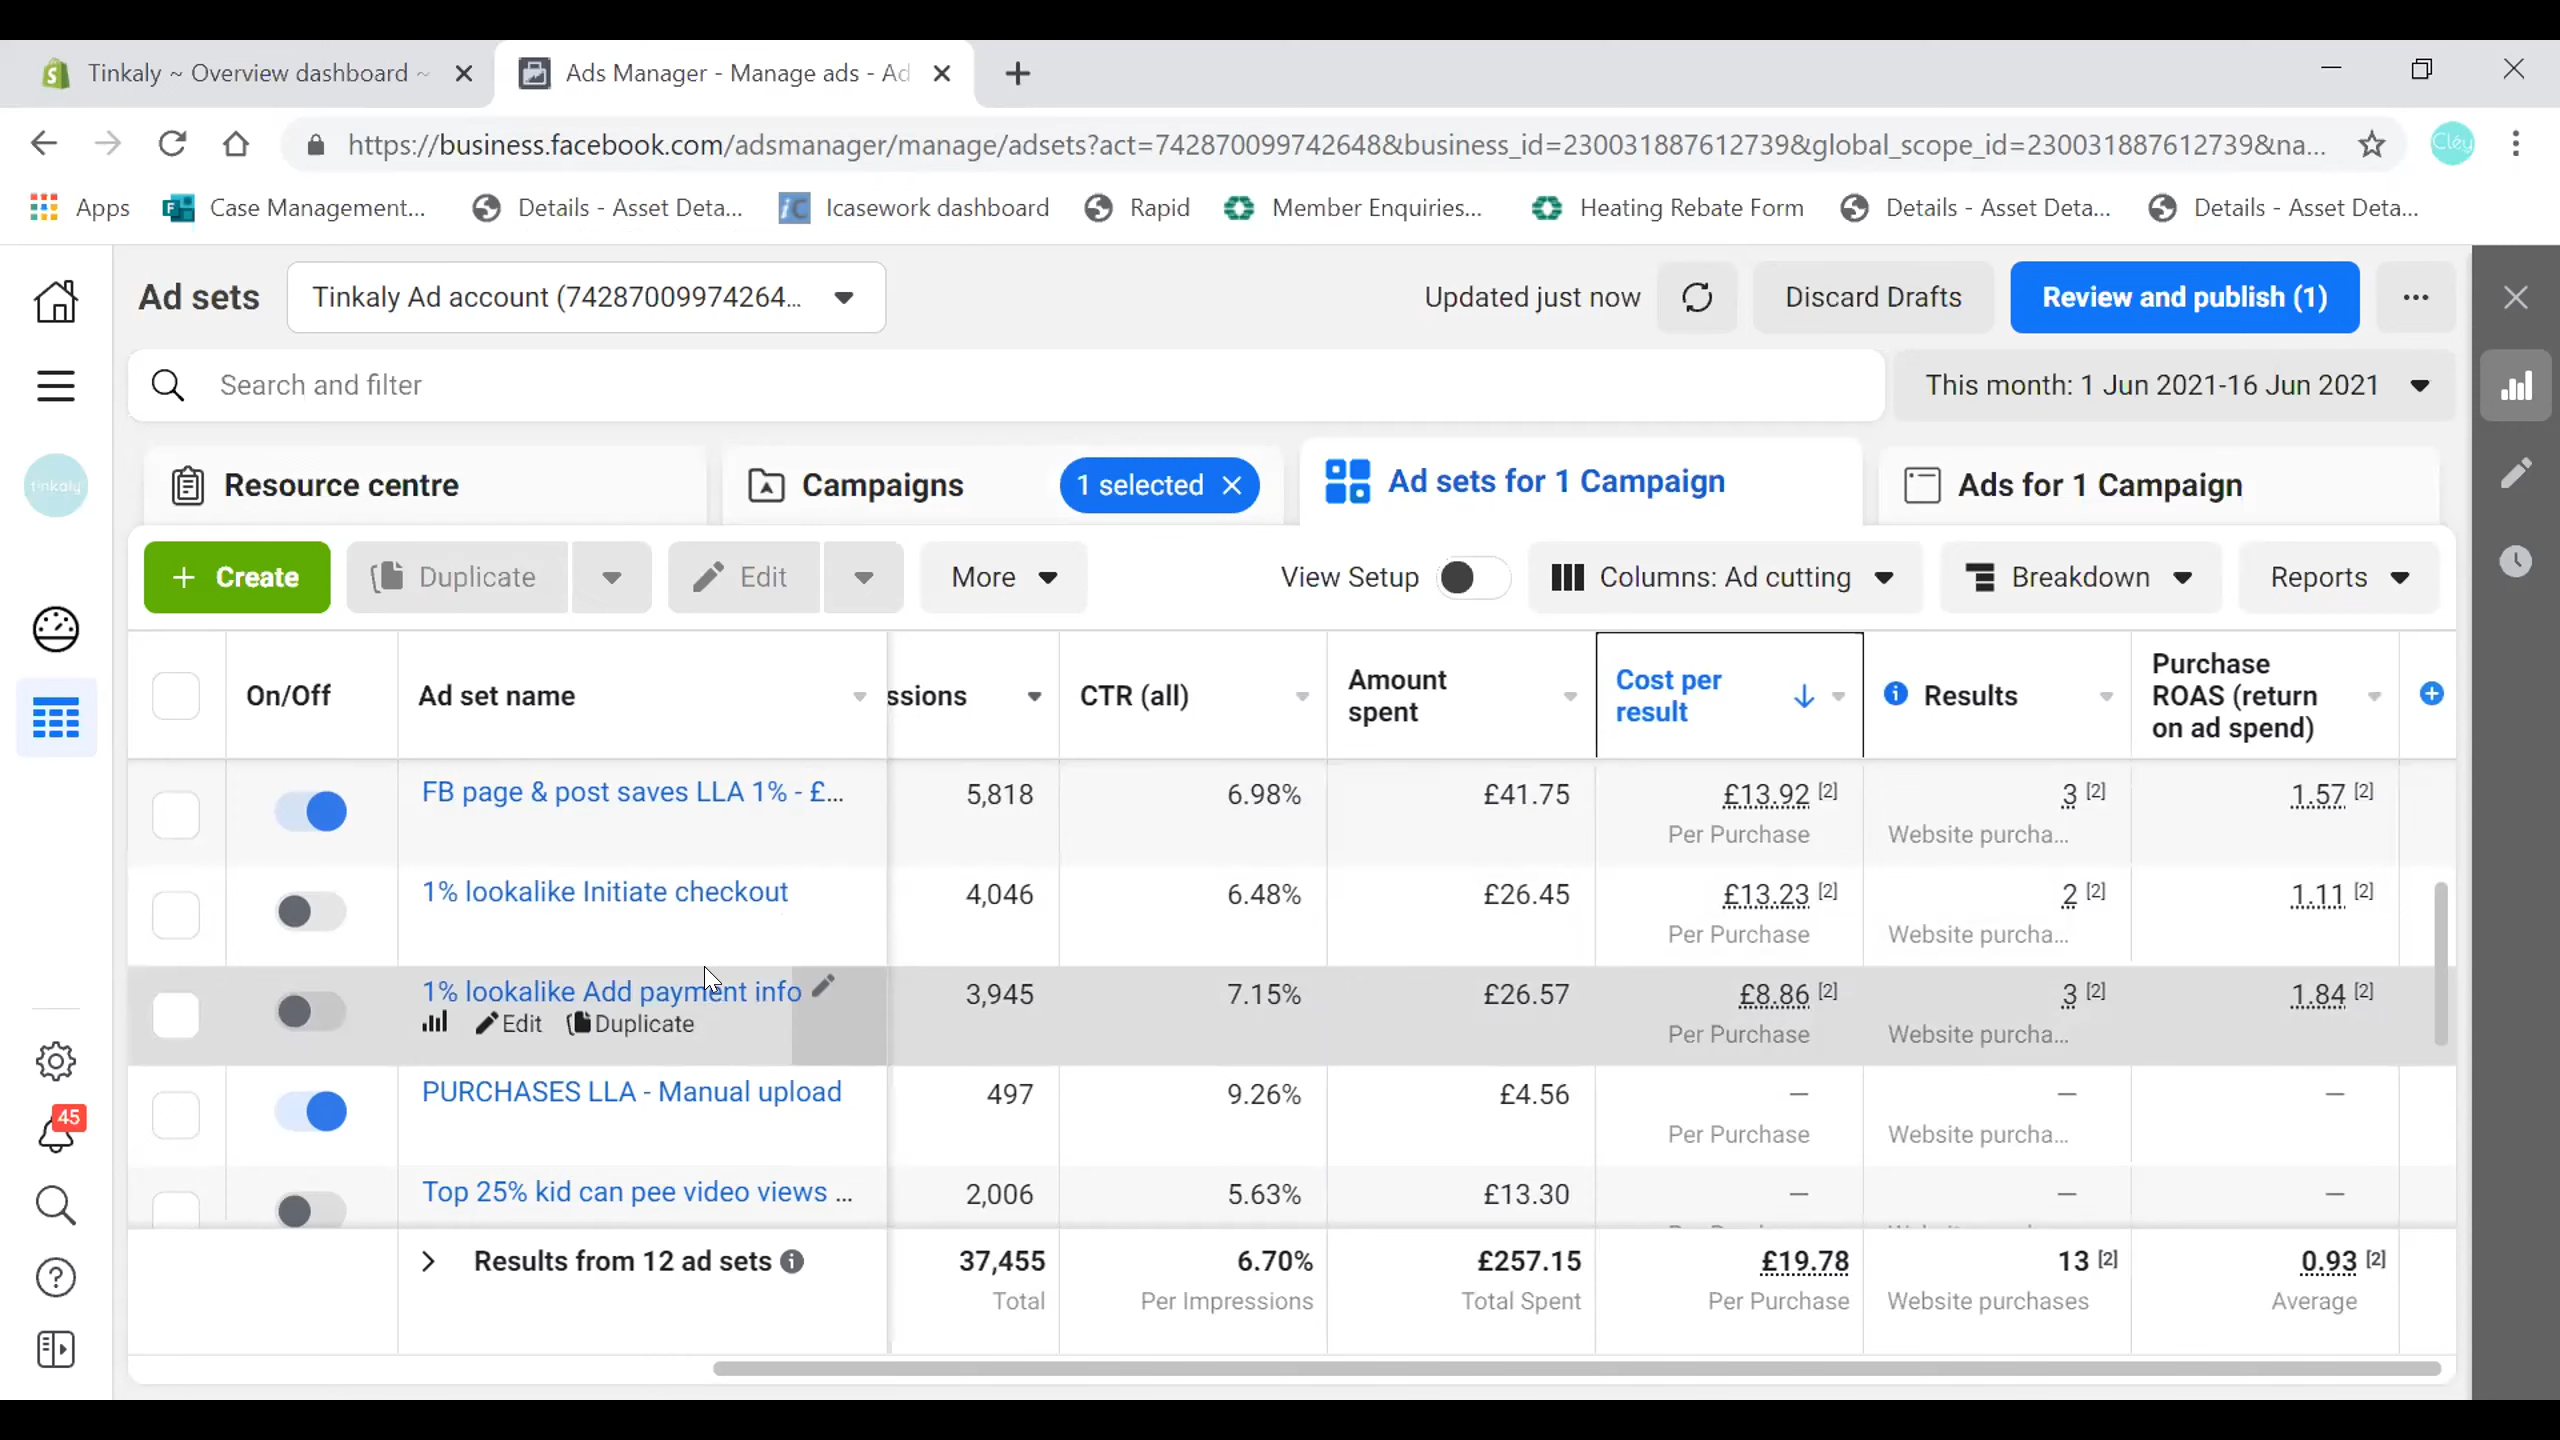 Tinkaly ~ Overview dashboard ~
Ads Manager - Manage ads - Ad
https://business.facebook.com/adsmanager/manage/adsets?act=742870099742648&business_id=230031887612739&global_scope_id=230031887612739&na...
Cley
Apps
Case Management...
Details - Asset Deta...
iC
Icasework dashboard
Rapid
Member Enquiries...
Heating Rebate Form
Details - Asset Deta...
Details - Asset Deta...
Ad sets
Tinkaly Ad account (74287009974264...
Updated just now
Discard Drafts
Review and publish (1)
Search and filter
This month: 1 Jun 2021-16 Jun 2021
tinkaly
Resource centre
Campaigns
1 selected
Ad sets for 1 Campaign
Ads for 1 Campaign
+ Create
Duplicate
Edit
More
View Setup
Columns: Ad cutting
Breakdown
Reports
On/Off
Ad set name
ssions
CTR (all)
Amount spent
Cost per result
Results
Purchase ROAS (return on ad spend)
FB page & post saves LLA 1% - £... 5,818 6.98% £41.75 £13.92 [2] 3 [2] 1.57 [2]
Per Purchase Website purcha...
1% lookalike Initiate checkout 4,046 6.48% £26.45 £13.23 [2] 2 [2] 1.11 [2]
Per Purchase Website purcha...
1% lookalike Add payment info 3,945 7.15% £26.57 £8.86 [2] 3 [2] 1.84 [2]
Edit Duplicate Per Purchase Website purcha...
PURCHASES LLA - Manual upload 497 9.26% £4.56 — — —
Per Purchase Website purcha...
Top 25% kid can pee video views ... 2,006 5.63% £13.30 — — —
Results from 12 ad sets 37,455 6.70% £257.15 £19.78 13 [2] 0.93 [2]
Total Per Impressions Total Spent Per Purchase Website purchases Average
45